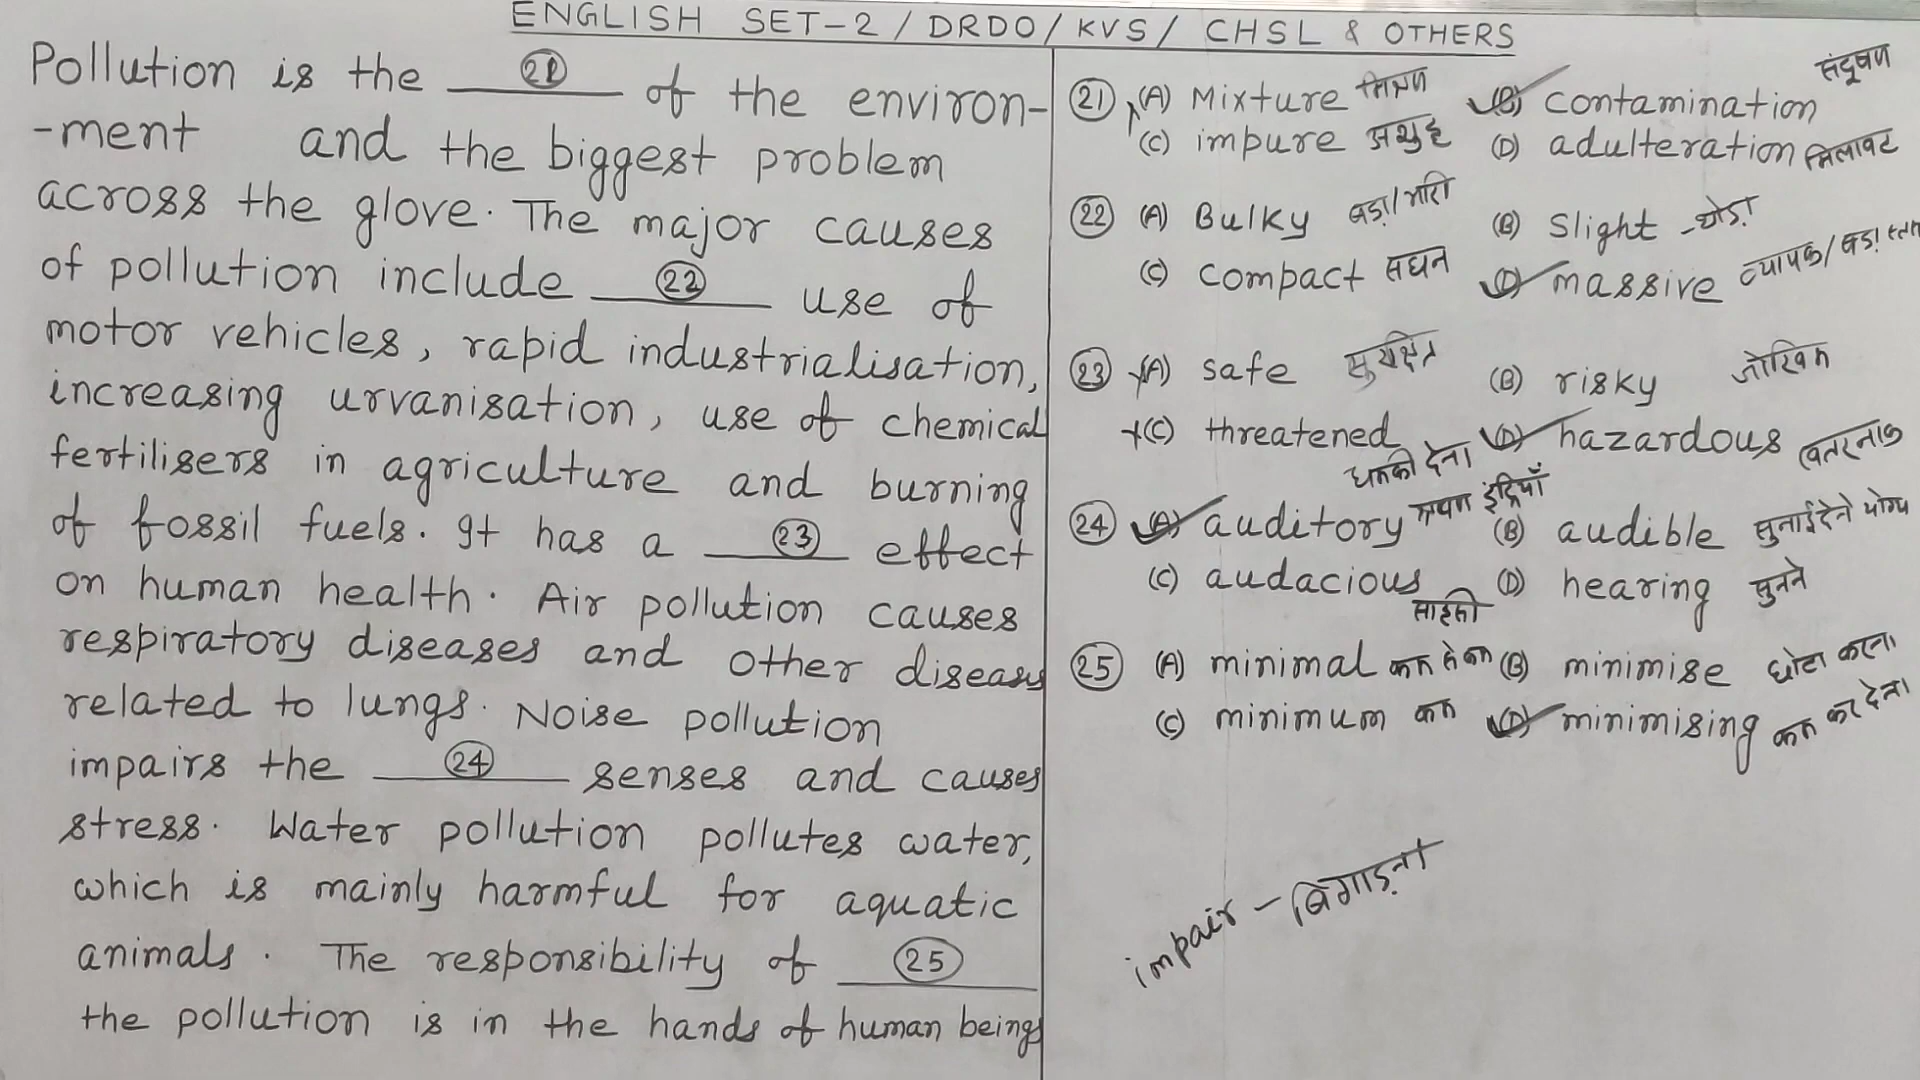 ENGLISH SET-2 / DRDO / KVS / CHSL & OTHERS
Pollution is the (21) of the environ-
-ment and the biggest problem
across the glove. The major causes
of pollution include (22) use of
motor vehicles, rapid industrialisation,
increasing urvanisation, use of chemical
fertilisers in agriculture and burning
of fossil fuels. It has a (23) effect
on human health. Air pollution causes
respiratory diseases and other diseases
related to lungs. Noise pollution
impairs the (24) senses and causes
stress. Water pollution pollutes water,
which is mainly harmful for aquatic
animals. The responsibility of (25)
the pollution is in the hands of human beings
(21) (A) Mixture मिश्रण (B) contamination संदूषण
(C) impure अशुद्ध (D) adulteration मिलावट
(22) (A) Bulky बड़ा/भारी (B) Slight थोड़ा
(C) compact सघन (D) massive व्यापक/बड़ा
(23) (A) safe सुरक्षित (B) risky जोखिम
(C) threatened धमकी देना (D) hazardous खतरनाक
(24) (A) auditory श्रवण इंद्रियाँ (B) audible सुनाई देने योग्य
(C) audacious साहसी (D) hearing सुनने
(25) (A) minimal कम से कम (B) minimise छोटा करना
(C) minimum कम (D) minimising कम कर देना
impair - बिगाड़ना